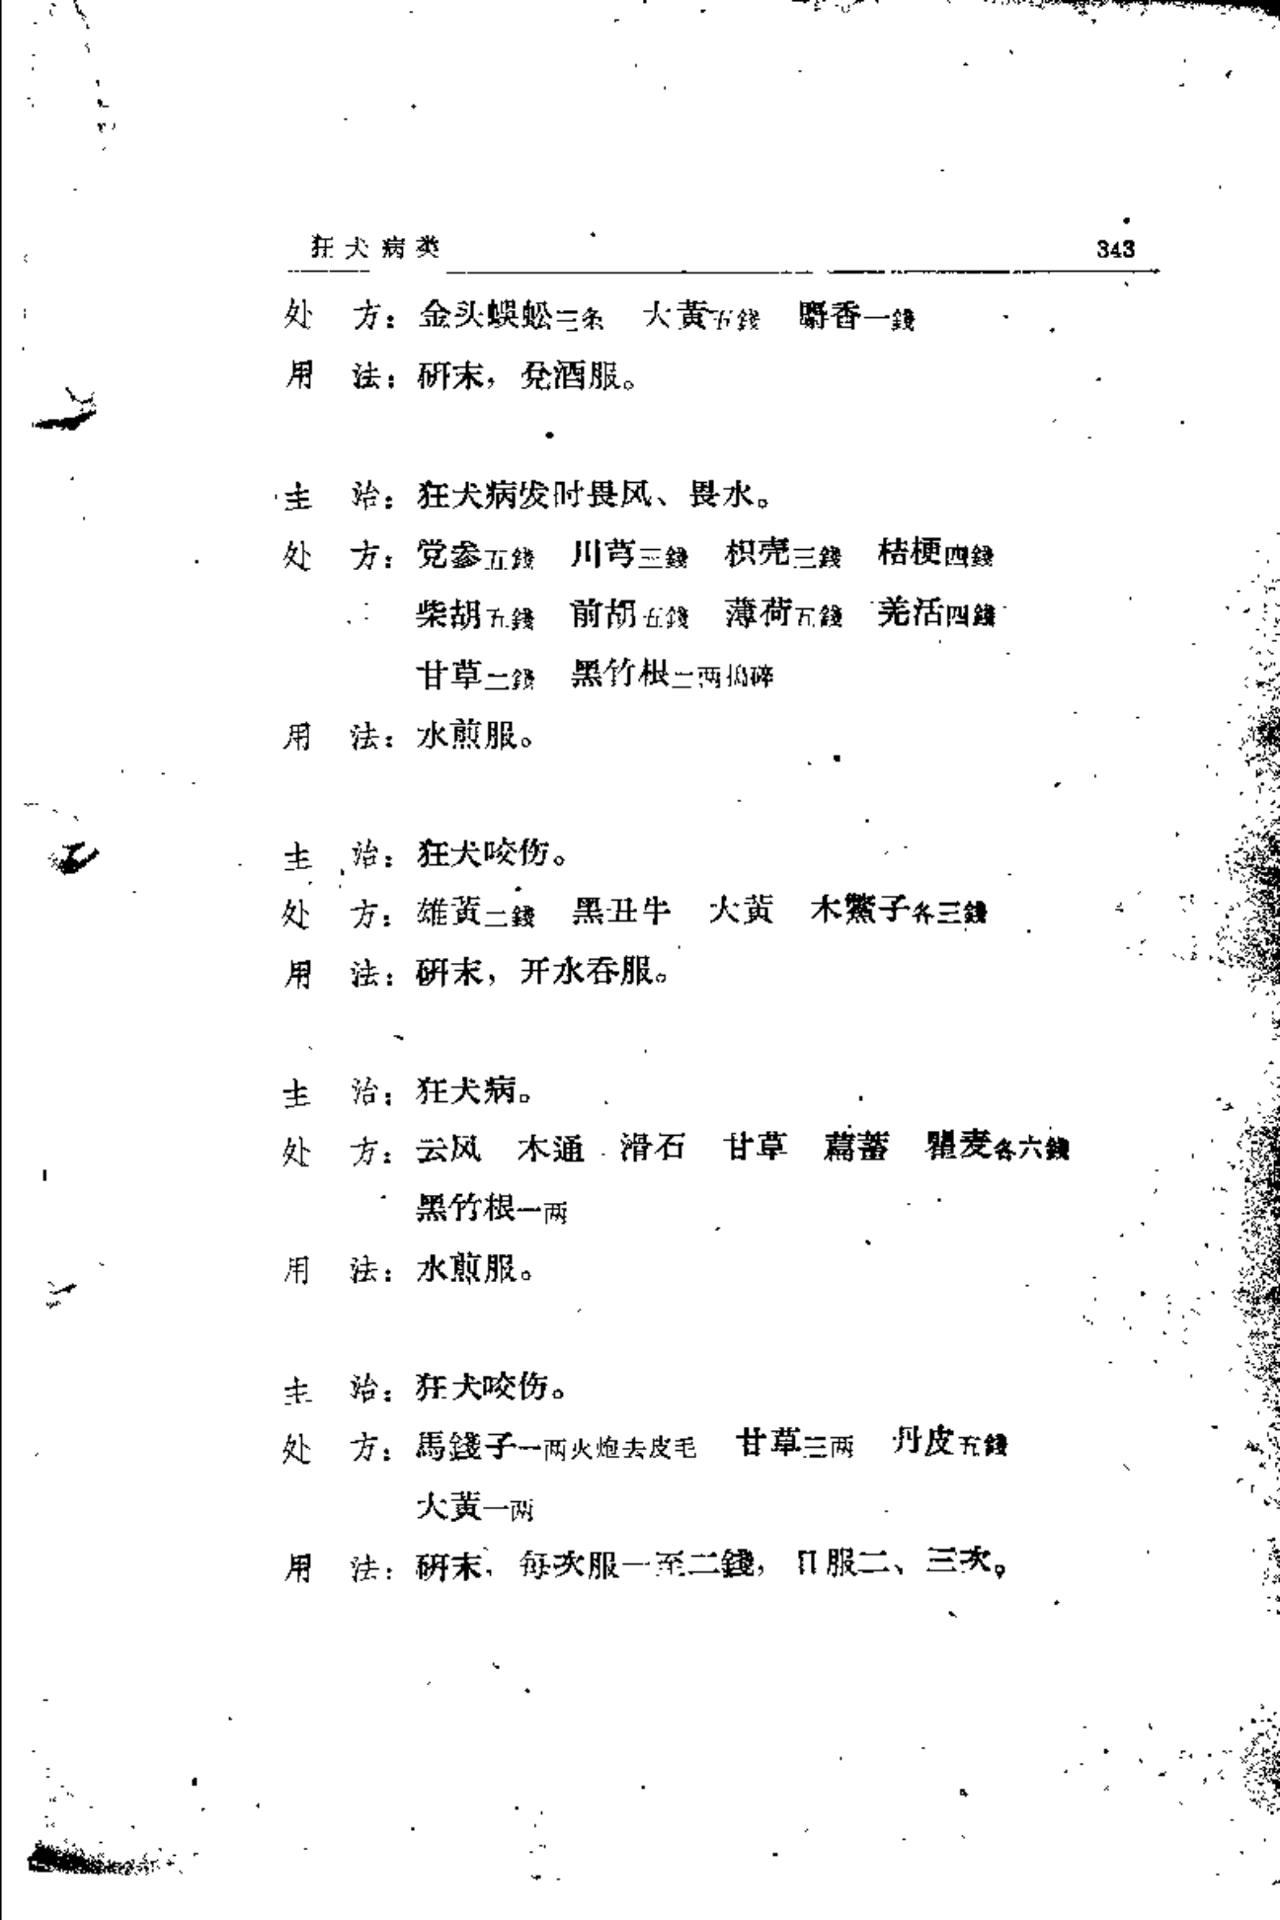 狂犬病类 343
处 方：金头蜈蚣三条 大黄五錢 麝香一錢
用 法：研末，兌酒服。
主 治：狂犬病发时畏风、畏水。
处 方：党参五錢 川芎三錢 枳壳三錢 桔梗四錢
柴胡五錢 前胡五錢 薄荷五錢 羌活四錢
甘草二錢 黑竹根二两搗碎
用 法：水煎服。
主 治：狂犬咬伤。
处 方：雄黄二錢 黑丑牛 大黄 木鱉子各三錢
用 法：研末，开水吞服。
主 治：狂犬病。
处 方：云风 木通 滑石 甘草 萹蓄 瞿麦各六錢
黑竹根一两
用 法：水煎服。
主 治：狂犬咬伤。
处 方：馬錢子一两火炮去皮毛 甘草三两 丹皮五錢
大黄一两
用 法：研末，每次服一至二錢，日服二、三次。